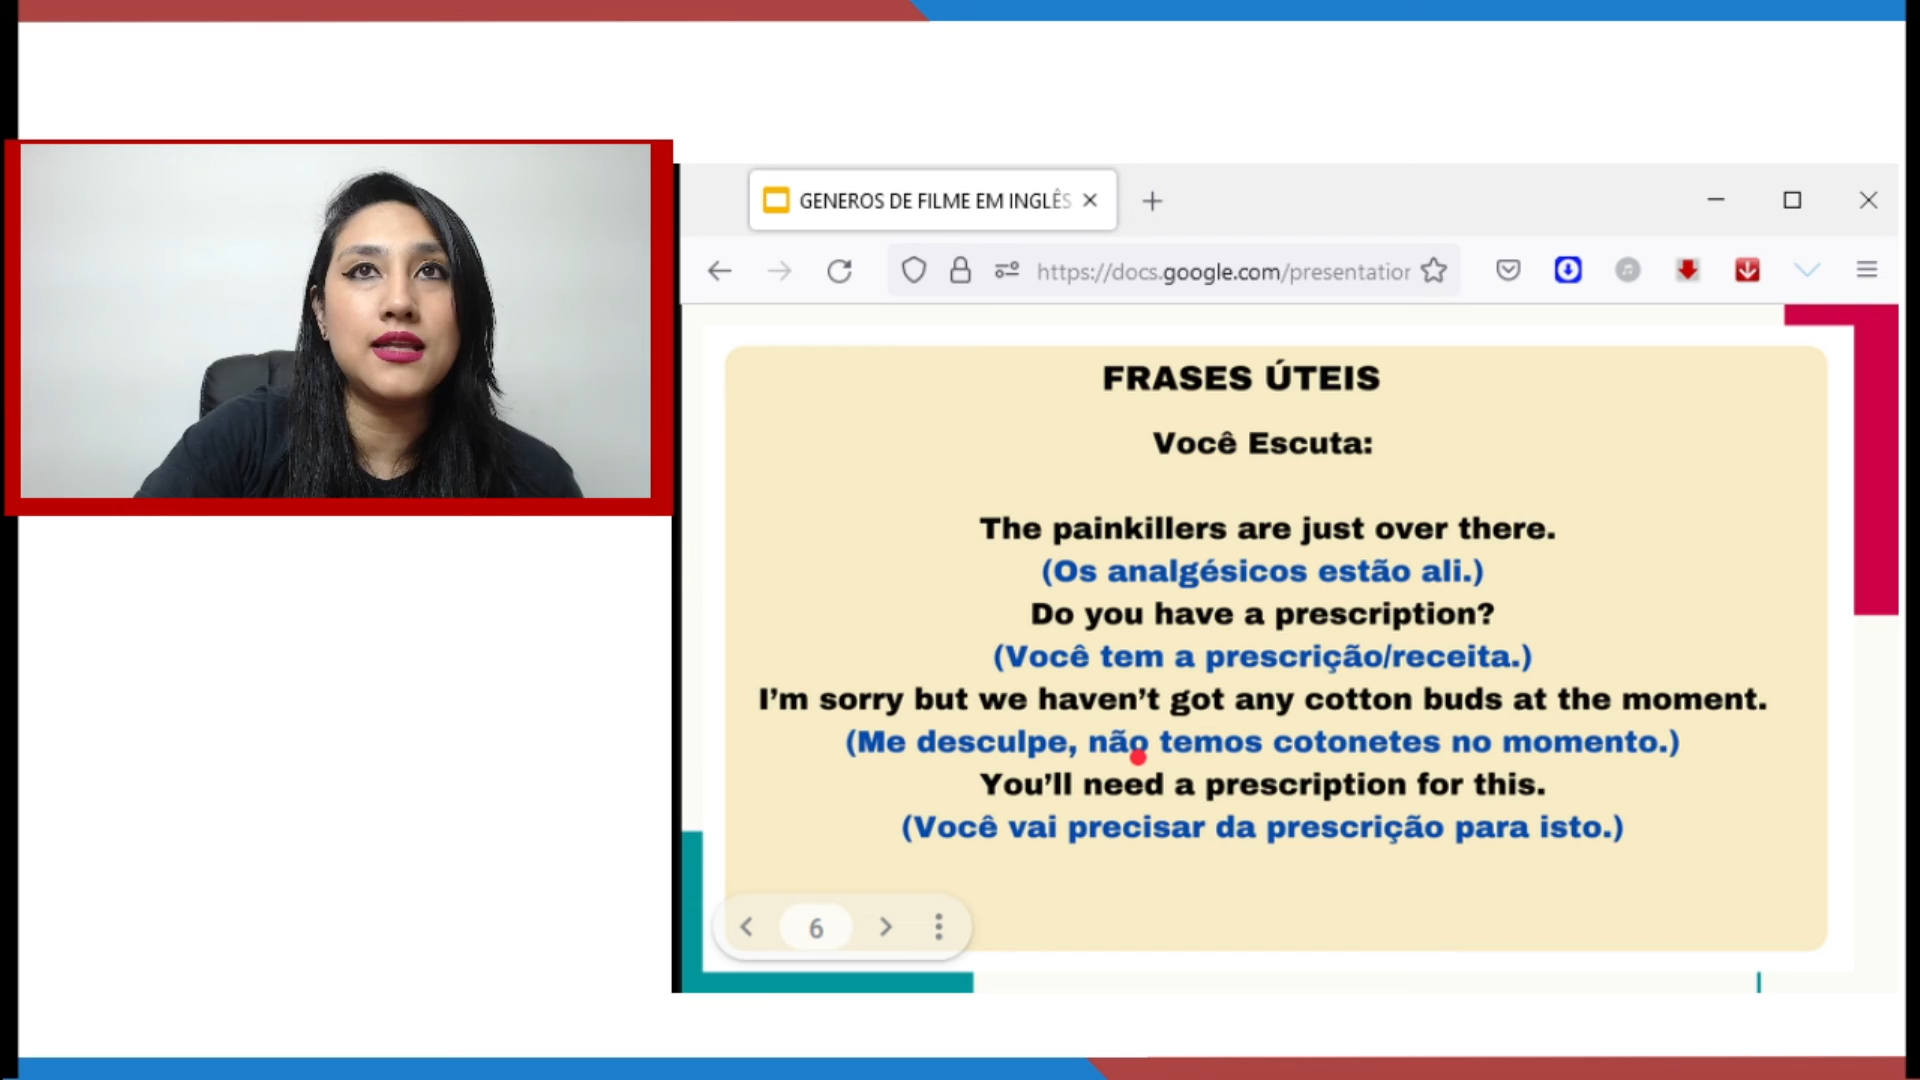 GENEROS DE FILME EM INGLÊS
https://docs.google.com/presentation
FRASES ÚTEIS
Você Escuta:
The painkillers are just over there.
(Os analgésicos estão ali.)
Do you have a prescription?
(Você tem a prescrição/receita.)
I'm sorry but we haven't got any cotton buds at the moment.
(Me desculpe, não temos cotonetes no momento.)
You'll need a prescription for this.
(Você vai precisar da prescrição para isto.)
6